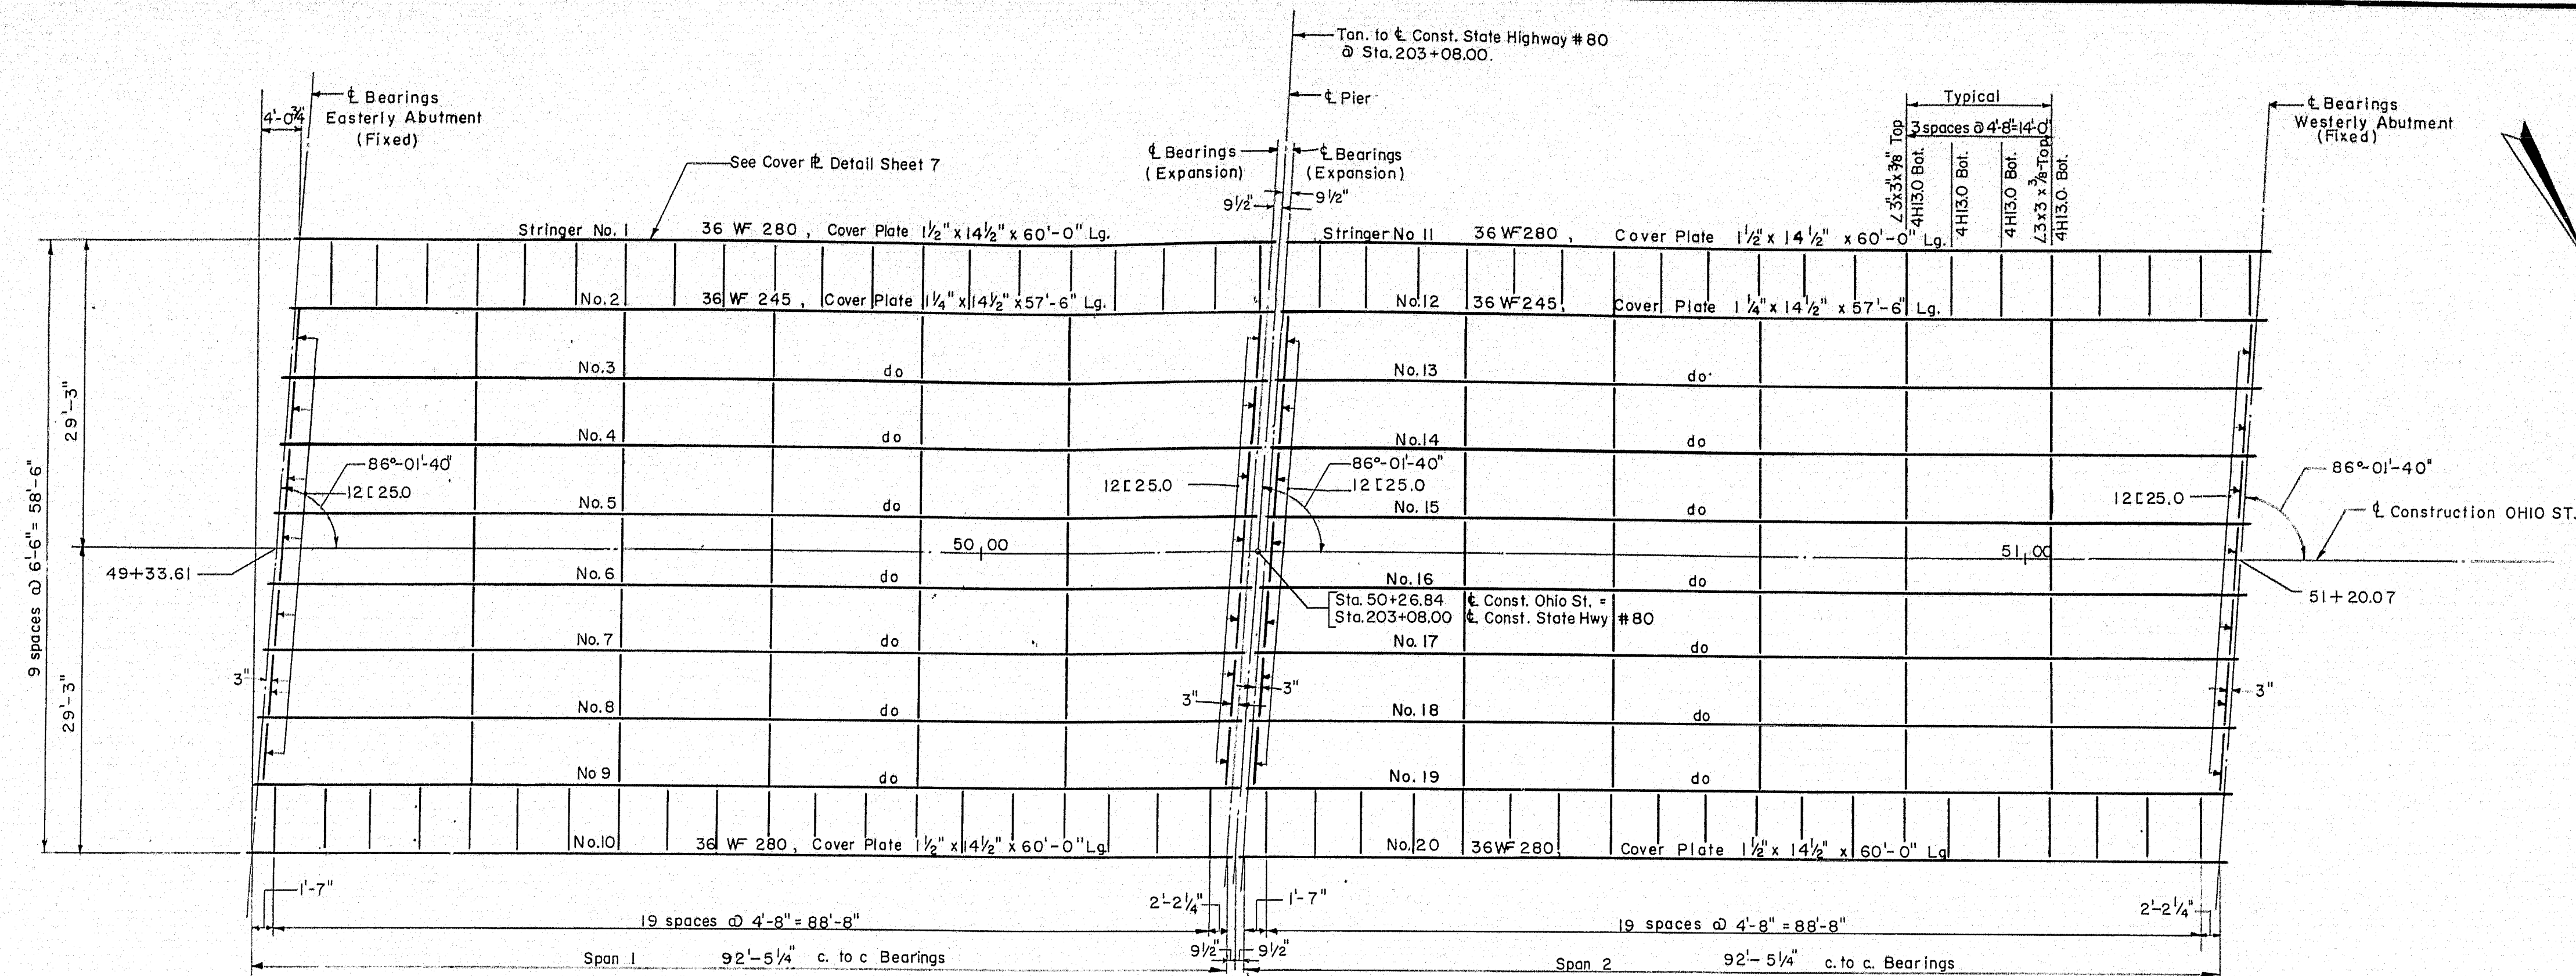 Tan. to ℄ Const. State Highway #80
@ Sta. 203+08.00.
℄ Bearings
Easterly Abutment
(Fixed)
4'-0¾"
℄ Pier
℄ Bearings
(Expansion)
℄ Bearings
(Expansion)
9½"
9½"
See Cover ℙL Detail Sheet 7
Typical
3 spaces @ 4'-8"=14'-0"
∠3"x3"x⅜" Top
4H13.0 Bot.
4H13.0 Bot.
4H13.0 Bot.
∠3x3 x ⅜-Top
4H13.0. Bot.
℄ Bearings
Westerly Abutment
(Fixed)
Stringer No. 1 36 WF 280, Cover Plate 1½" x 14½" x 60'-0" Lg.
Stringer No 11 36 WF 280, Cover Plate 1½" x 14½" x 60'-0" Lg.
No. 2 36 WF 245, Cover Plate 1¼" x 14½" x 57'-6" Lg.
No. 12 36 WF 245, Cover Plate 1¼" x 14½" x 57'-6" Lg.
No. 3 do
No. 13 do
No. 4 do
No. 14 do
86°-01'-40"
12 [ 25.0
12 [ 25.0
86°-01'-40"
12 [ 25.0
12 [ 25.0
86°-01'-40"
℄ Construction OHIO ST.
No. 5 do
No. 15 do
50+00
51+00
49+33.61
51+20.07
No. 6 do
No. 16 do
Sta. 50+26.84 ℄ Const. Ohio St. =
Sta. 203+08.00 ℄ Const. State Hwy #80
No. 7 do
No. 17 do
3"
3"
3"
3"
No. 8 do
No. 18 do
No 9 do
No. 19 do
No. 10 36 WF 280, Cover Plate 1½" x 14½" x 60'-0" Lg
No. 20 36 WF 280, Cover Plate 1½" x 14½" x 60'-0" Lg
9 spaces @ 6'-6" = 58'-6"
29'-3"
29'-3"
1'-7"
2'-2¼"
1'-7"
2'-2¼"
19 spaces @ 4'-8" = 88'-8"
19 spaces @ 4'-8" = 88'-8"
9½"
9½"
Span 1 92'-5¼" c. to c Bearings
Span 2 92'-5¼" c. to c. Bearings